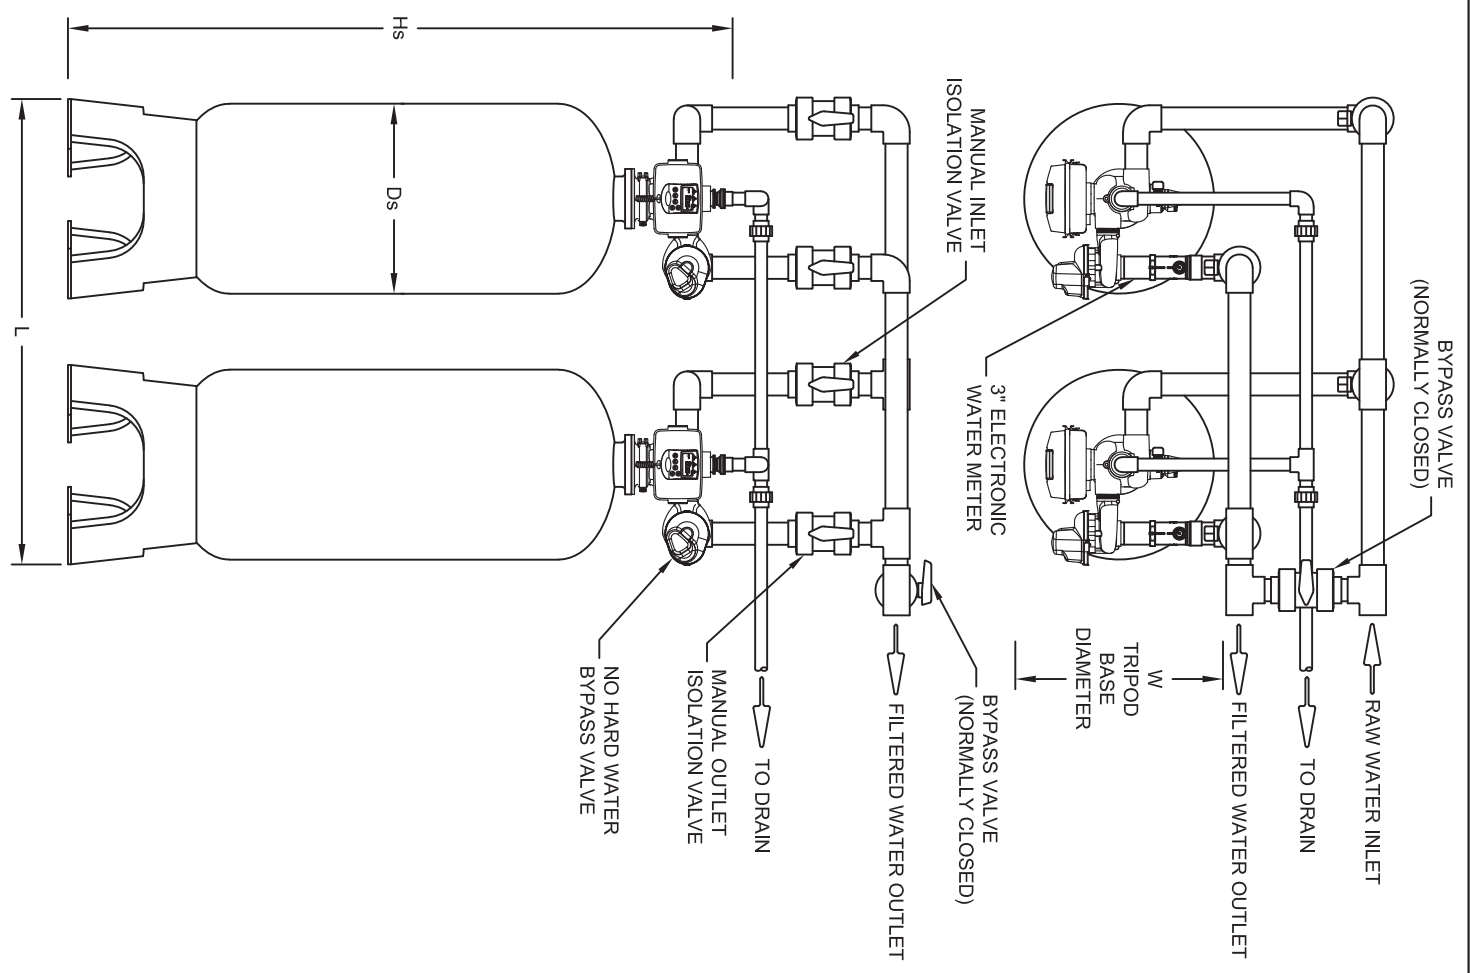 BYPASS VALVE
(NORMALLY CLOSED)
RAW WATER INLET
TO DRAIN
FILTERED WATER OUTLET
W
TRIPOD
BASE
DIAMETER
3" ELECTRONIC
WATER METER
BYPASS VALVE
(NORMALLY CLOSED)
MANUAL INLET
ISOLATION VALVE
FILTERED WATER OUTLET
TO DRAIN
MANUAL OUTLET
ISOLATION VALVE
NO HARD WATER
BYPASS VALVE
Hs
Ds
L